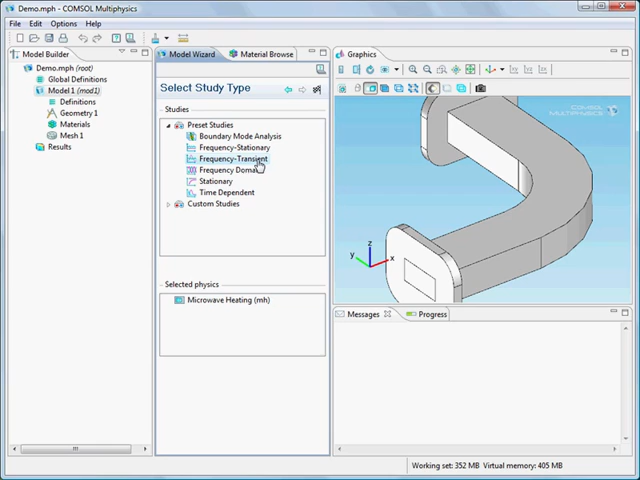 Demo.mph - COMSOL Multiphysics
File Edit Options Help
Model Builder
Demo.mph (root)
Global Definitions
Model 1 (mod1)
Definitions
Geometry 1
Materials
Mesh 1
Results
Model Wizard
Material Browse
Select Study Type
Studies
Preset Studies
Boundary Mode Analysis
Frequency-Stationary
Frequency-Transient
Frequency Domai
Stationary
Time Dependent
Custom Studies
Selected physics
Microwave Heating (mh)
Graphics
COMSOL
MULTIPHYSICS
z
y
x
Messages
Progress
Working set: 352 MB Virtual memory: 405 MB